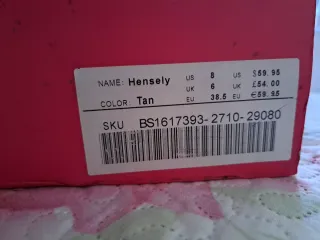 NAME: Hensely US 8 US $59.95
UK 6 UK £54.00
COLOR: Tan EU 38.5 EU €59.95
SKU BS1617393-2710-29080